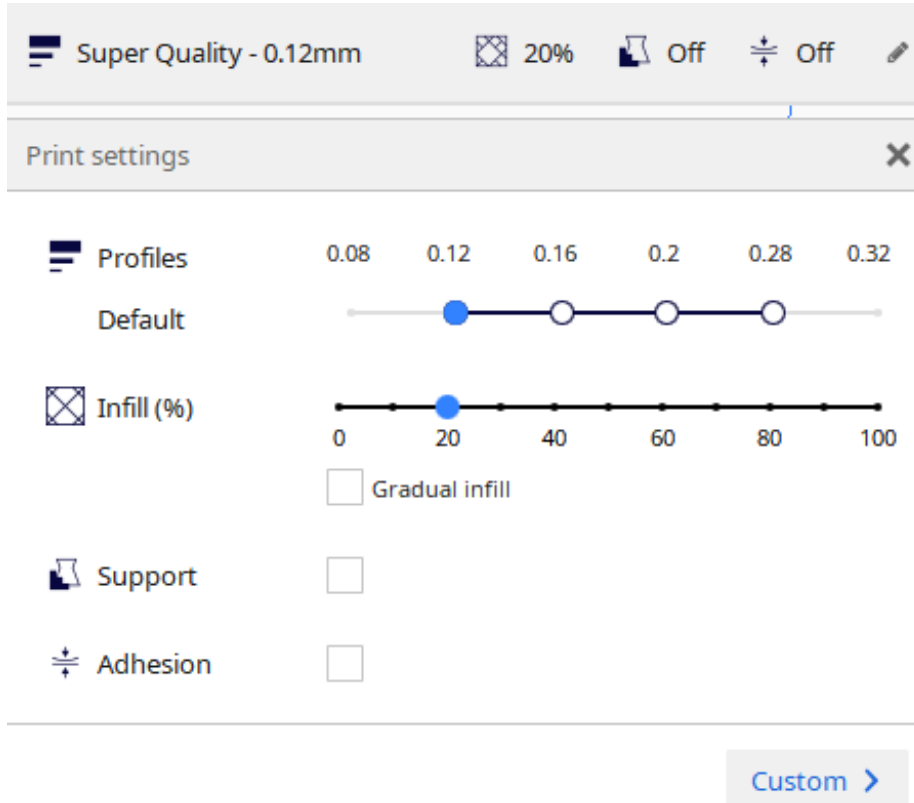 Super Quality - 0.12mm 20% Off Off
Print settings
Profiles 0.08 0.12 0.16 0.2 0.28 0.32
Default
Infill (%)
0 20 40 60 80 100
Gradual infill
Support
Adhesion
Custom